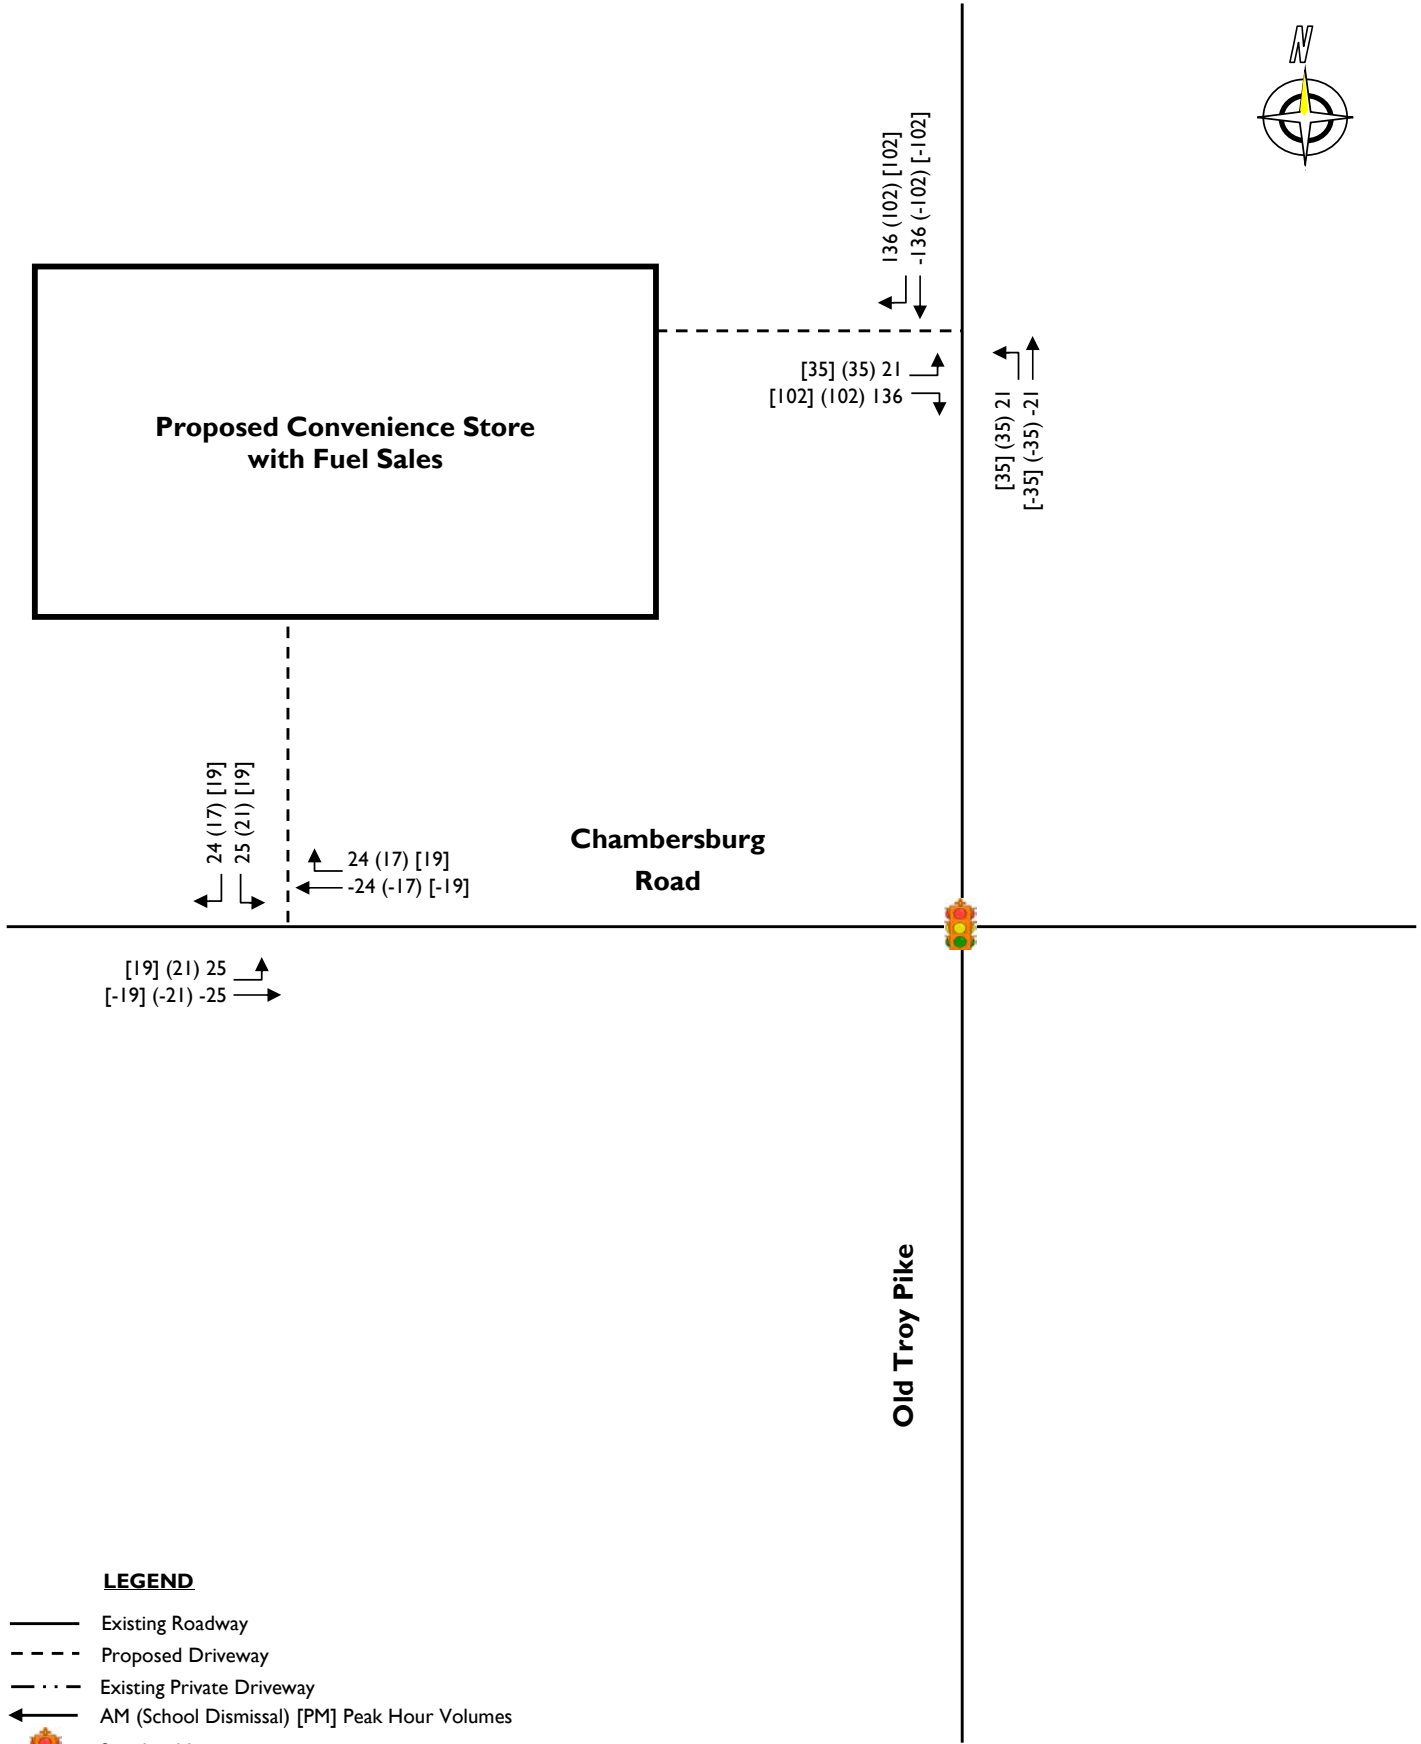 N
136 (102) [102]
-136 (-102) [-102]
[35] (35) 21
[102] (102) 136
[35] (35) 21
[-35] (-35) -21
Proposed Convenience Store
with Fuel Sales
24 (17) [19]
25 (21) [19]
24 (17) [19]
-24 (-17) [-19]
Chambersburg
Road
[19] (21) 25
[-19] (-21) -25
Old Troy Pike
LEGEND
Existing Roadway
Proposed Driveway
Existing Private Driveway
AM (School Dismissal) [PM] Peak Hour Volumes